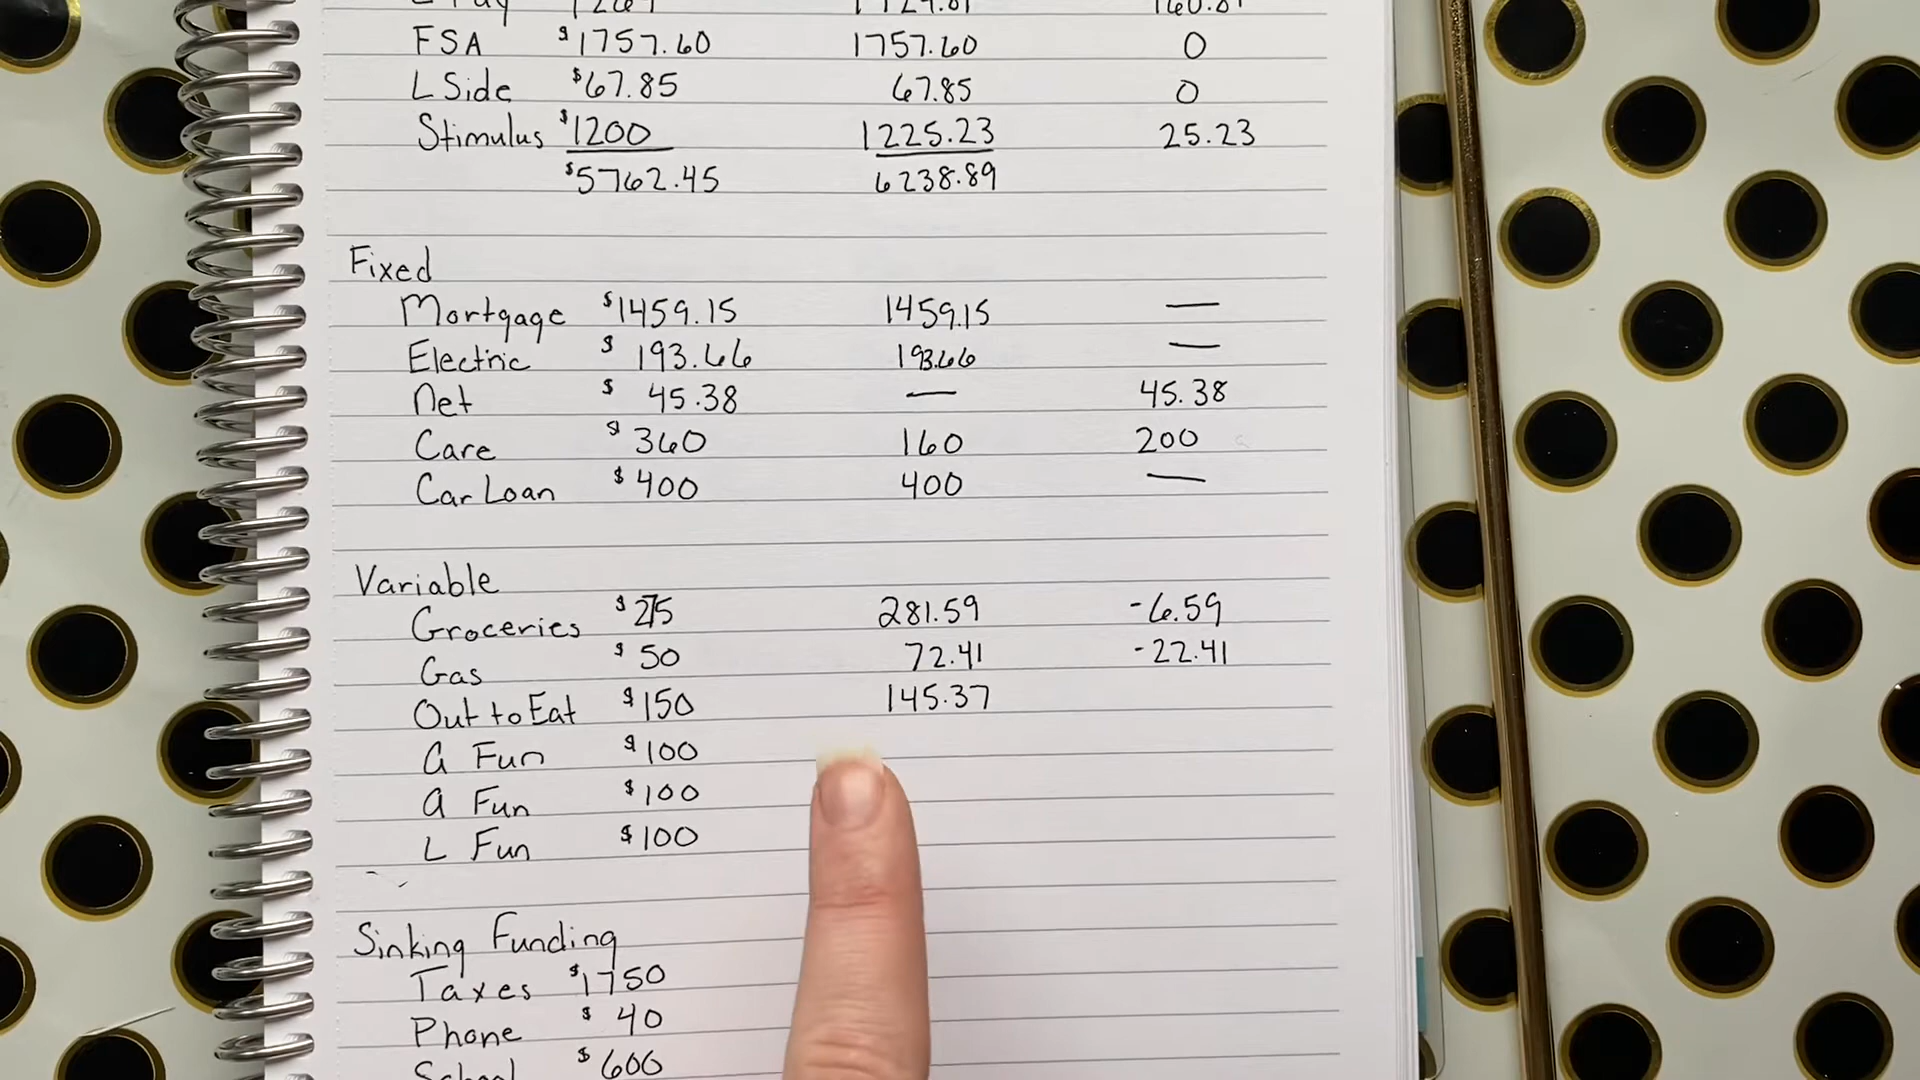 FSA $1757.60 1757.60 0
L Side $67.85 67.85 0
Stimulus $1200 1225.23 25.23
$5762.45 6238.89
Fixed
Mortgage $1459.15 1459.15 —
Electric $193.66 193.66 —
Net $45.38 — 45.38
Care $360 160 200
Car Loan $400 400 —
Variable
Groceries $275 281.59 -6.59
Gas $50 72.41 -22.41
Out to Eat $150 145.37
A Fun $100
A Fun $100
L Fun $100
Sinking Funding
Taxes $1750
Phone $40
School $600